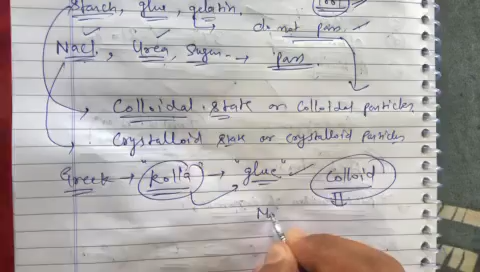 Starch, glue, gelatin.
do not pass.
NaCl, Urea, Sugar → pass.
Colloidal state or Colloidal particles
Crystalloid state or crystalloid particles
Greek → "Kolla" → "glue" Colloid